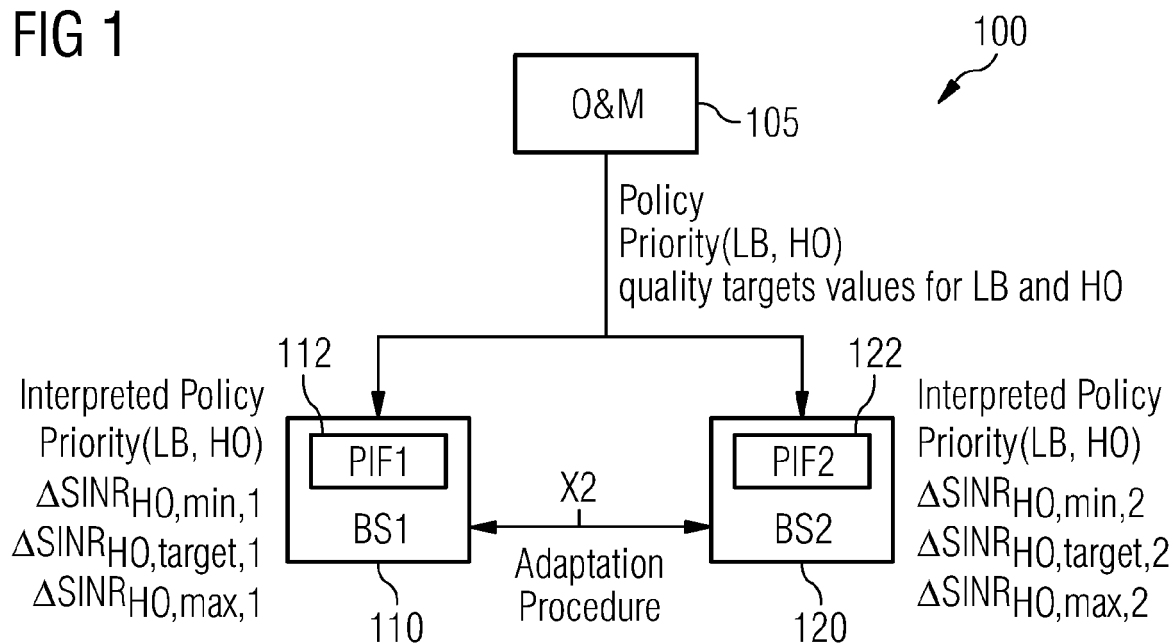 FIG 1
100
O&M
105
Policy
Priority(LB, HO)
quality targets values for LB and HO
112
122
Interpreted Policy
Priority(LB, HO)
ΔSINRHO,min,1
ΔSINRHO,target,1
ΔSINRHO,max,1
PIF1
BS1
110
X2
Adaptation
Procedure
PIF2
BS2
120
Interpreted Policy
Priority(LB, HO)
ΔSINRHO,min,2
ΔSINRHO,target,2
ΔSINRHO,max,2